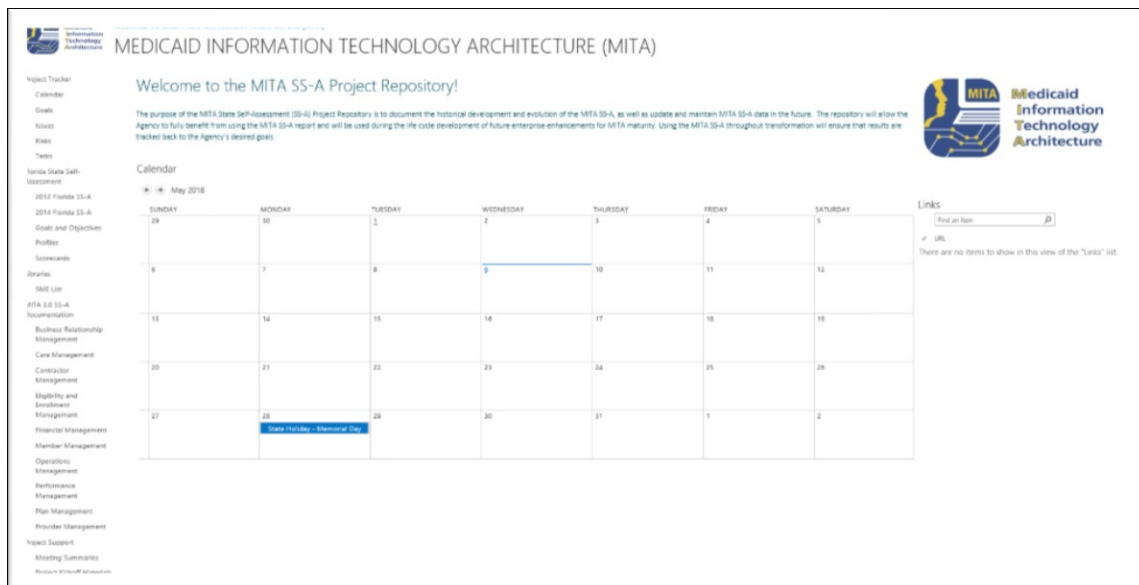 Information
Technology
Architecture
MEDICAID INFORMATION TECHNOLOGY ARCHITECTURE (MITA)
Project Tracker
Calendar
Goals
Issues
Risks
Tasks
Florida State Self-
Assessment
2012 Florida SS-A
2014 Florida SS-A
Goals and Objectives
Profiles
Scorecards
Libraries
SME List
MITA 3.0 SS-A
Documentation
Business Relationship
Management
Care Management
Contractor
Management
Eligibility and
Enrollment
Management
Financial Management
Member Management
Operations
Management
Performance
Management
Plan Management
Provider Management
Project Support
Meeting Summaries
Project Kickoff Materials
Welcome to the MITA SS-A Project Repository!
The purpose of the MITA State Self-Assessment (SS-A) Project Repository is to document the historical development and evolution of the MITA SS-A, as well as update and maintain MITA SS-A data in the future. The repository will allow the
Agency to fully benefit from using the MITA SS-A report and will be used during the life cycle development of future enterprise enhancements for MITA maturity. Using the MITA SS-A throughout transformation will ensure that results are
tracked back to the Agency's desired goals.
Calendar
May 2018
SUNDAY MONDAY TUESDAY WEDNESDAY THURSDAY FRIDAY SATURDAY
29 30 1 2 3 4 5
6 7 8 9 10 11 12
13 14 15 16 17 18 19
20 21 22 23 24 25 26
27 28 29 30 31 1 2
State Holiday - Memorial Day
MITA
Medicaid
Information
Technology
Architecture
Links
Find an item
URL
There are no items to show in this view of the "Links" list.